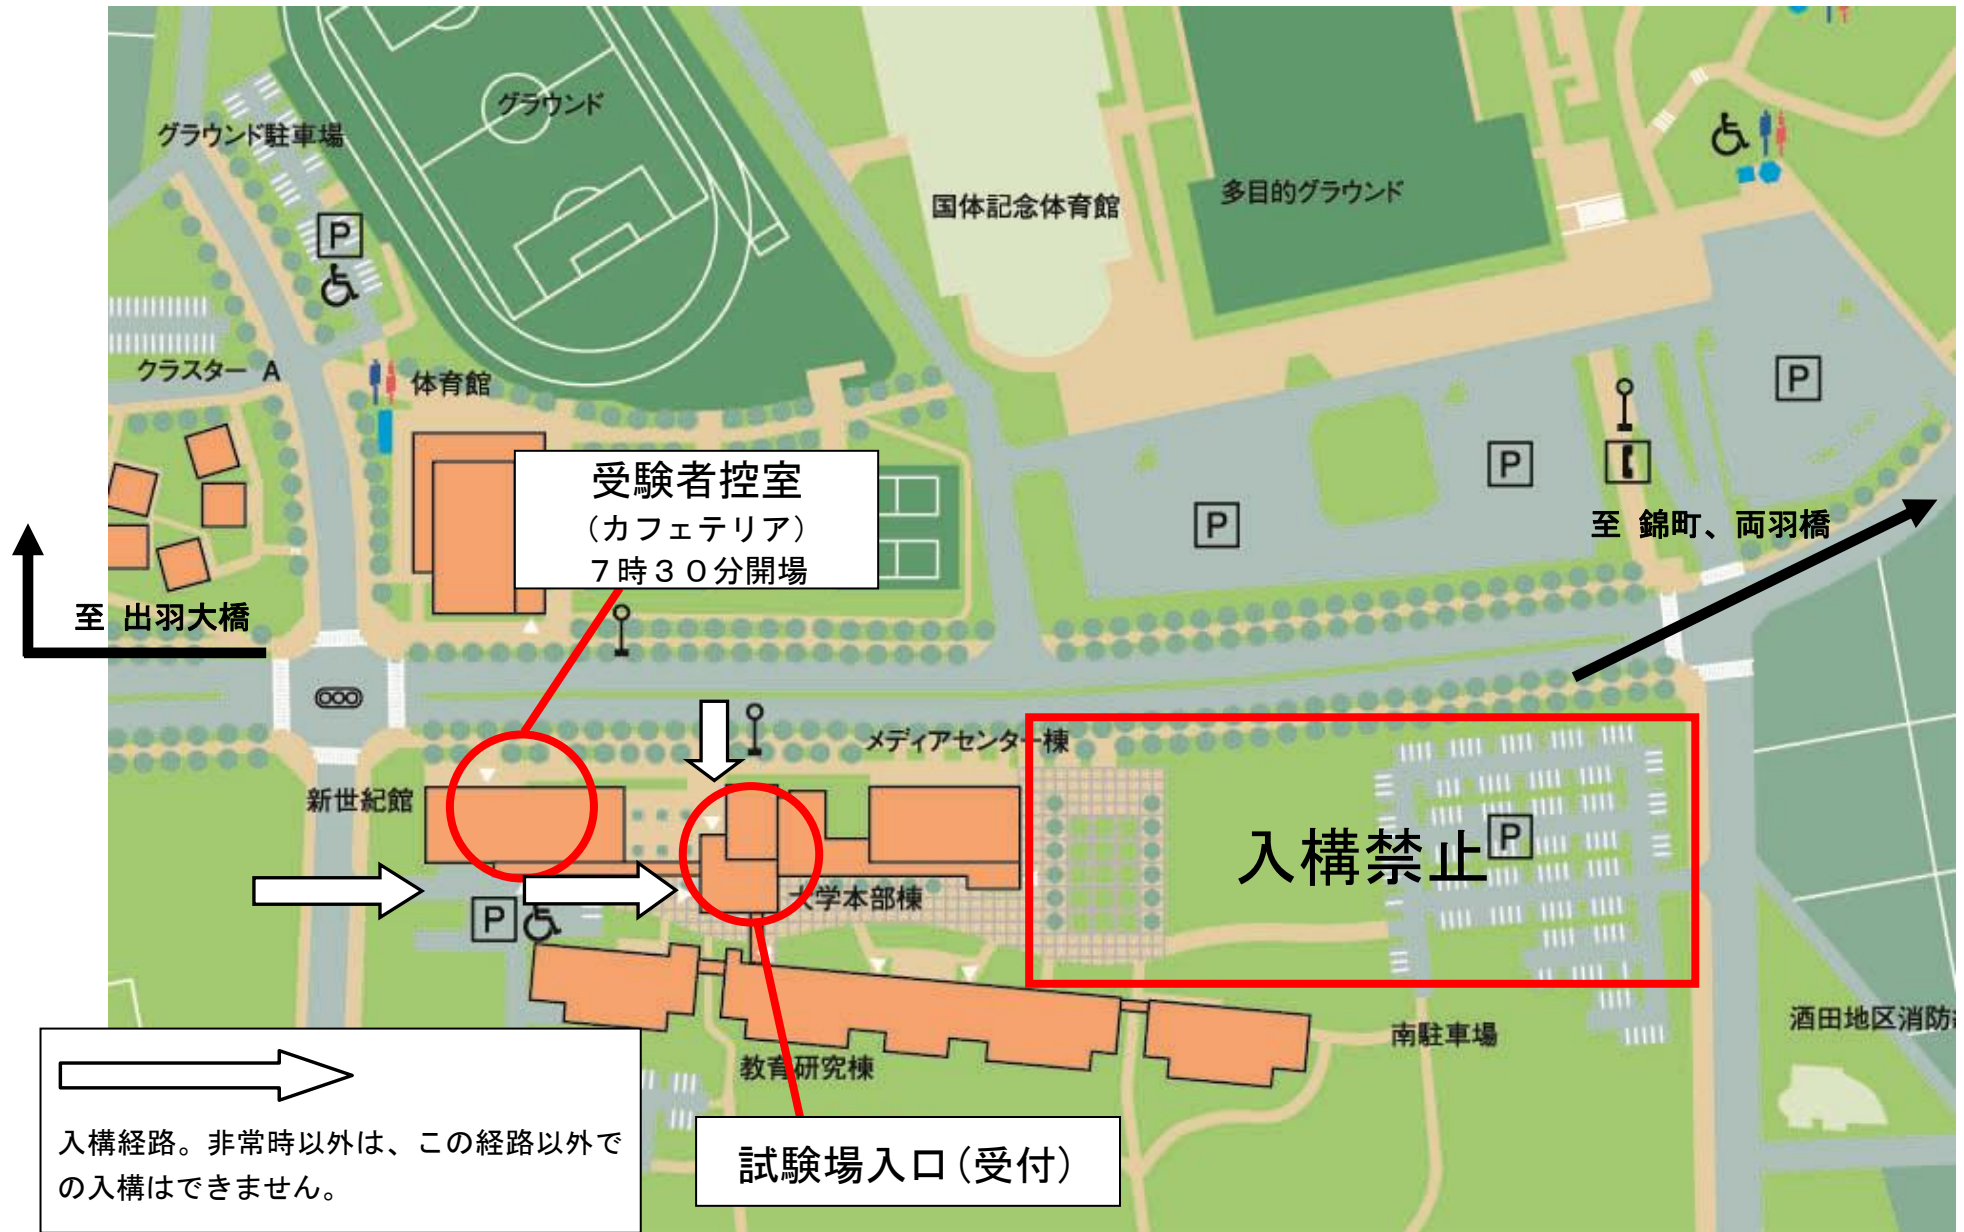 グラウンド
グラウンド駐車場
国体記念体育館
多目的グラウンド
P
クラスター A
体育館
P
受験者控室
(カフェテリア)
7時30分開場
P
P
至 錦町、両羽橋
至 出羽大橋
メディアセンター棟
新世紀館
入構禁止
P
大学本部棟
P
酒田地区消防
南駐車場
教育研究棟
入構経路。非常時以外は、この経路以外で
の入構はできません。
試験場入口(受付)